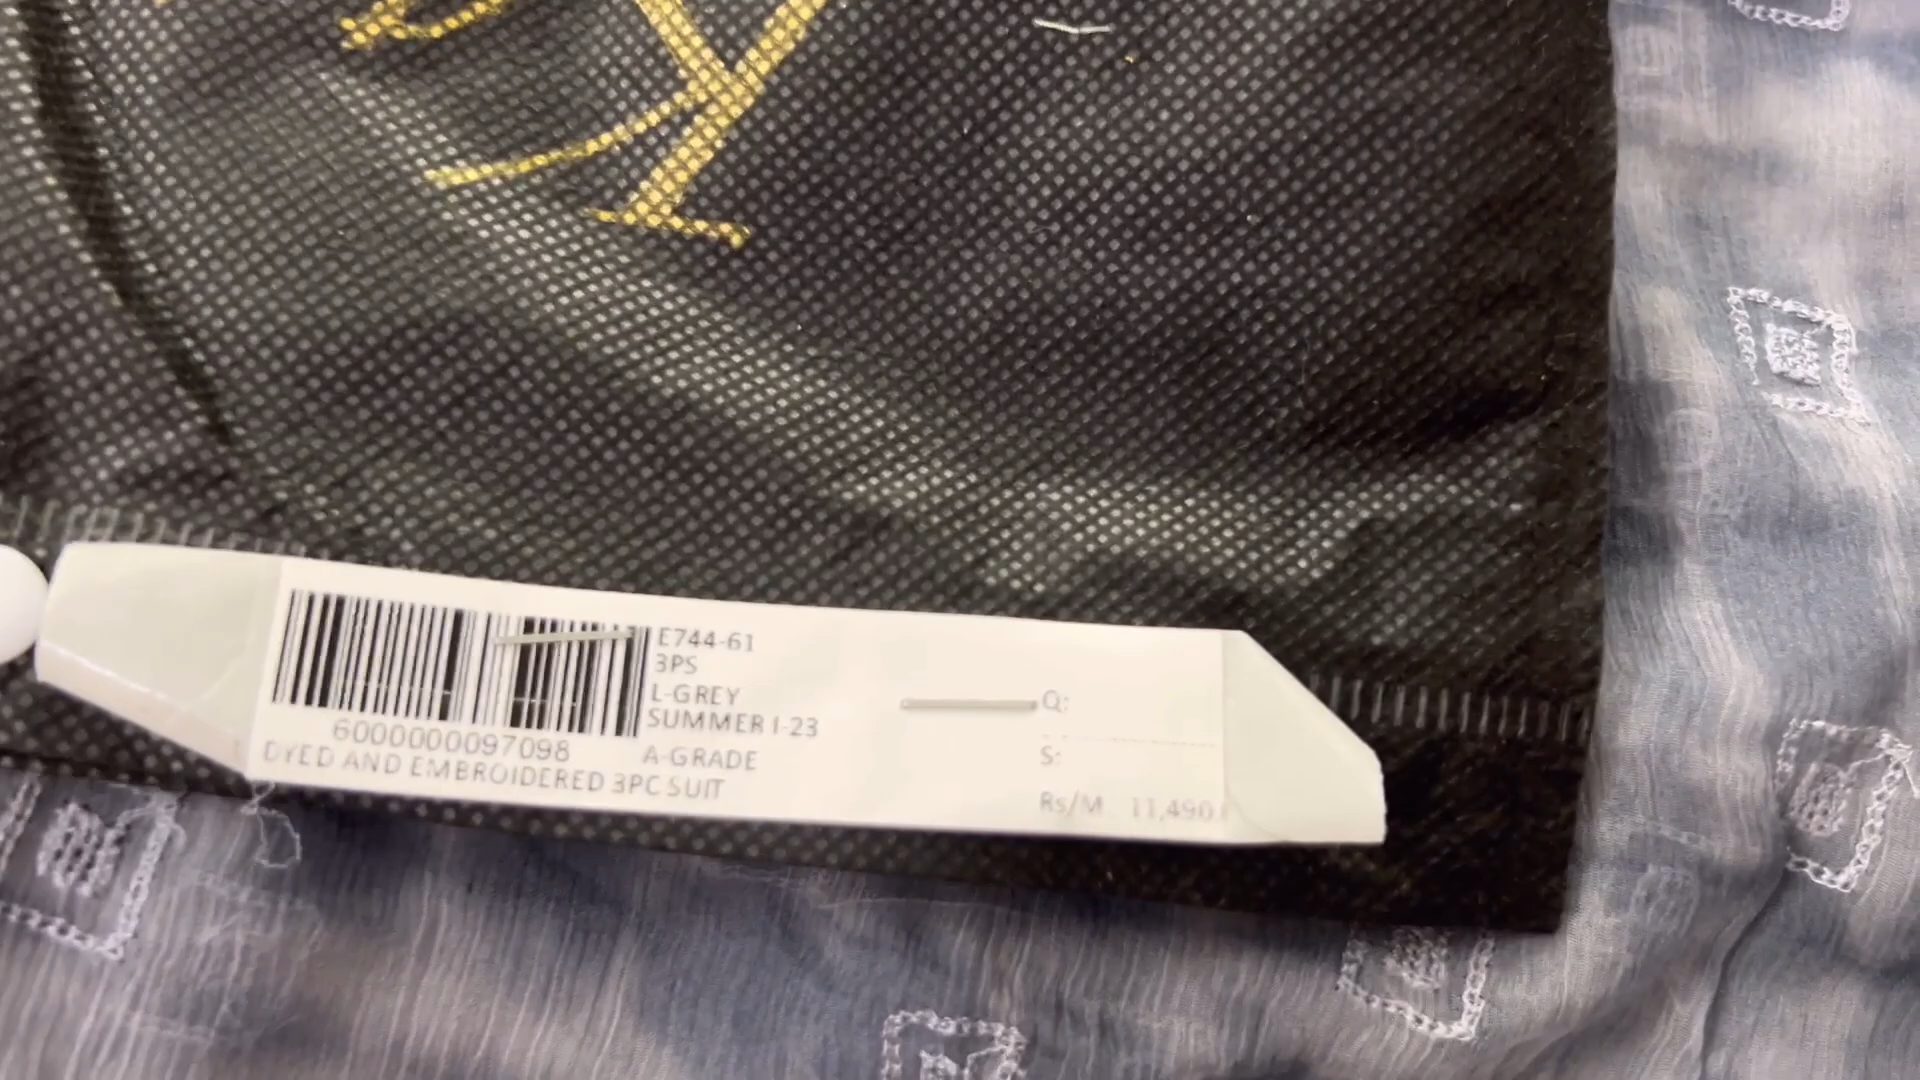 E744-61
3PS
L-GREY
SUMMER I-23
6000000097098
A-GRADE
DYED AND EMBROIDERED 3PC SUIT
Q:
S:
Rs/M 11,490